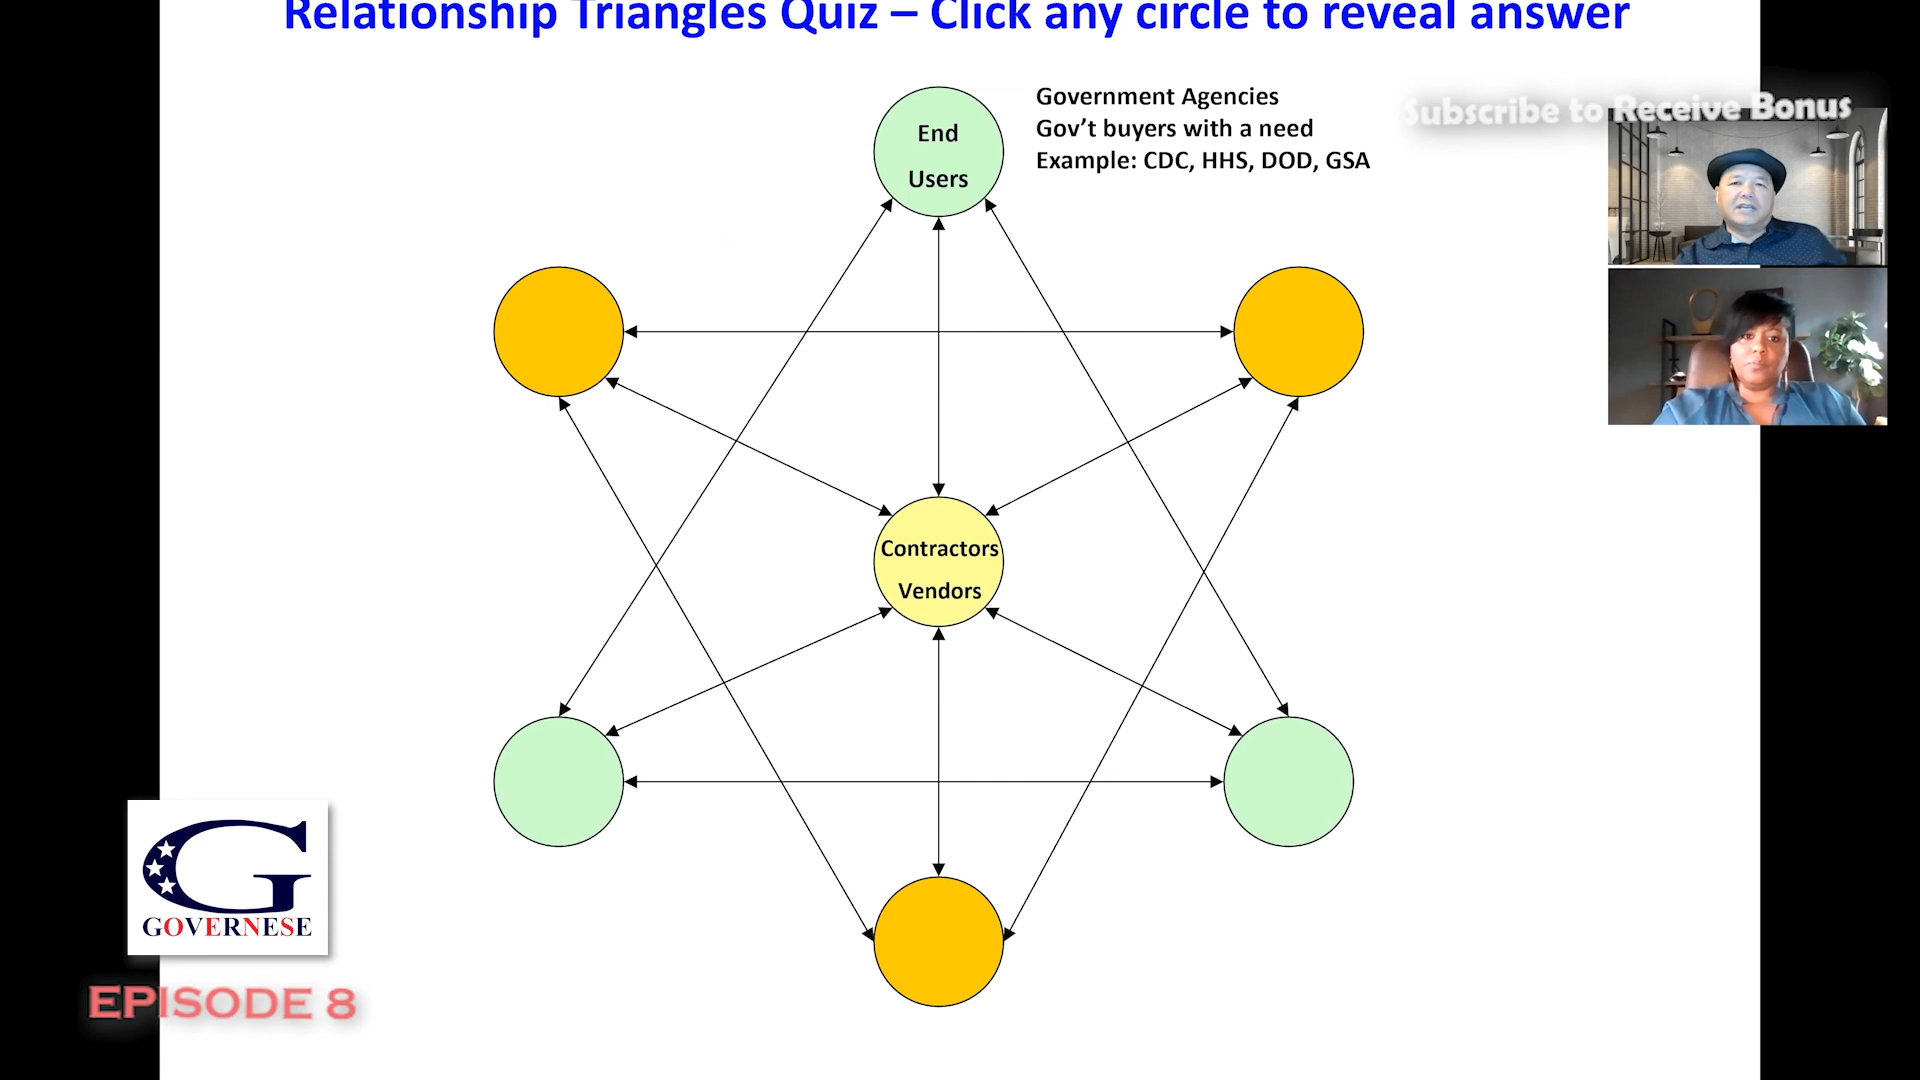 Relationship Triangles Quiz – Click any circle to reveal answer
End
Users
Government Agencies
Gov't buyers with a need
Example: CDC, HHS, DOD, GSA
Subscribe to Receive Bonus
Contractors
Vendors
G
GOVERNESE
EPISODE 8